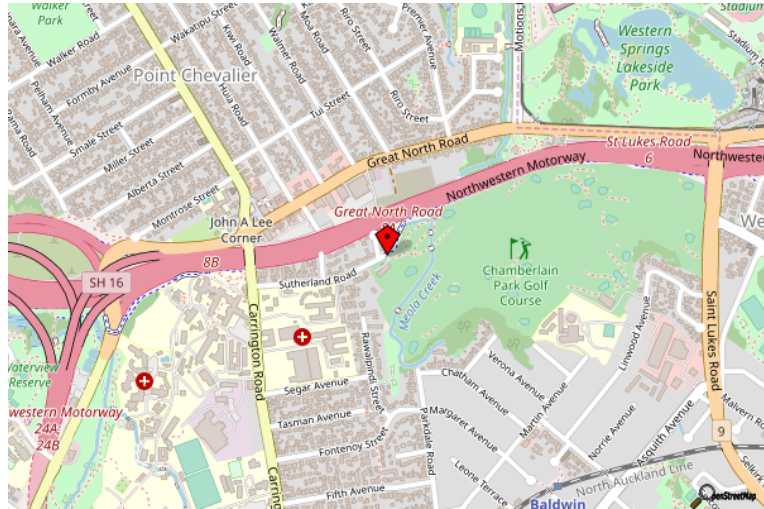 Walker
Park
Walker Road
Wakatipu Street
Moa Road
Riro Street
Premier Avenue
Motions
Western
Springs
Lakeside
Park
Stadium
Stadium R
Formby Avenue
Pelham Avenue
Point Chevalier
Kiwi Road
Walmer Road
Huia Road
Tui Street
Riro Street
Smale Street
Miller Street
Alberta Street
Montrose Street
Great North Road
St Lukes Road
6
Northwestern Motorway
Northwester
John A Lee
Corner
Great North Road
8B
SH 16
Sutherland Road
Meola Creek
Chamberlain
Park Golf
Course
We
Carrington Road
Rawalpindi Street
Linwood Avenue
Saint Lukes Road
Waterview
Reserve
western Motorway
24A,
24B
Segar Avenue
Tasman Avenue
Fontenoy Street
Fifth Avenue
Carring
Parkdale Road
Chatham Avenue
Verona Avenue
Margaret Avenue
Martin Avenue
Leone Terrace
Norrie Avenue
Asquith Avenue
Malvern Ro
9
Selkirk
North Auckland Line
Baldwin
OpenStreetMap